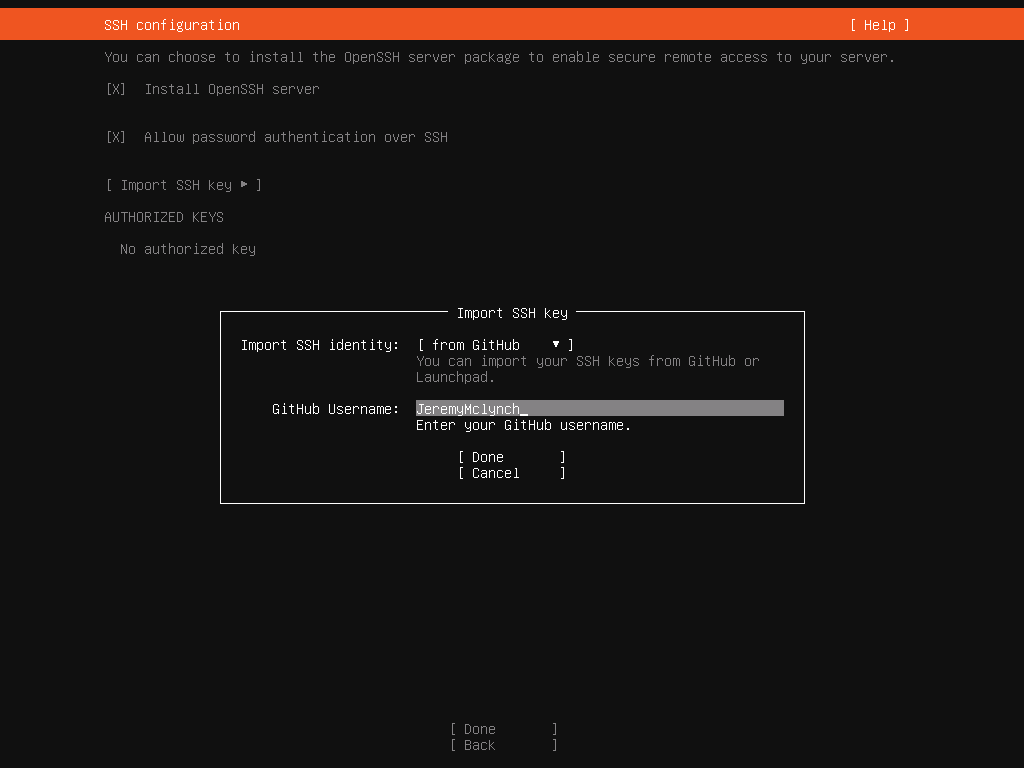 SSH configuration [ Help ]
You can choose to install the OpenSSH server package to enable secure remote access to your server.
[X] Install OpenSSH server
[X] Allow password authentication over SSH
[ Import SSH key ▸ ]
AUTHORIZED KEYS
No authorized key
Import SSH key
Import SSH identity: [ from GitHub ▾ ]
You can import your SSH keys from GitHub or
Launchpad.
GitHub Username: JeremyMclynch_
Enter your GitHub username.
[ Done ]
[ Cancel ]
[ Done ]
[ Back ]